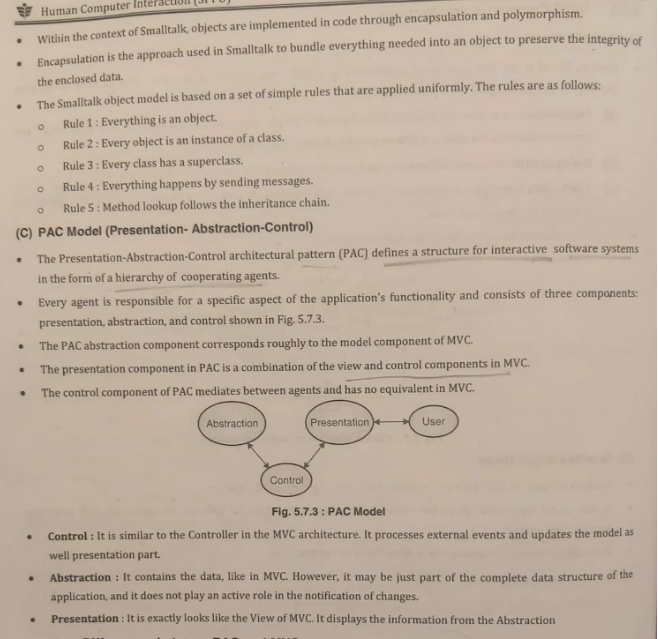 Human Computer Interaction
• Within the context of Smalltalk, objects are implemented in code through encapsulation and polymorphism.
• Encapsulation is the approach used in Smalltalk to bundle everything needed into an object to preserve the integrity of
the enclosed data.
• The Smalltalk object model is based on a set of simple rules that are applied uniformly. The rules are as follows:
o Rule 1 : Everything is an object.
o Rule 2 : Every object is an instance of a class.
o Rule 3 : Every class has a superclass.
o Rule 4 : Everything happens by sending messages.
o Rule 5 : Method lookup follows the inheritance chain.
(C) PAC Model (Presentation- Abstraction-Control)
• The Presentation-Abstraction-Control architectural pattern (PAC) defines a structure for interactive software systems
in the form of a hierarchy of cooperating agents.
• Every agent is responsible for a specific aspect of the application's functionality and consists of three components:
presentation, abstraction, and control shown in Fig. 5.7.3.
• The PAC abstraction component corresponds roughly to the model component of MVC.
• The presentation component in PAC is a combination of the view and control components in MVC.
• The control component of PAC mediates between agents and has no equivalent in MVC.
Abstraction Presentation User
Control
Fig. 5.7.3 : PAC Model
• Control : It is similar to the Controller in the MVC architecture. It processes external events and updates the model as
well presentation part.
• Abstraction : It contains the data, like in MVC. However, it may be just part of the complete data structure of the
application, and it does not play an active role in the notification of changes.
• Presentation : It is exactly looks like the View of MVC. It displays the information from the Abstraction